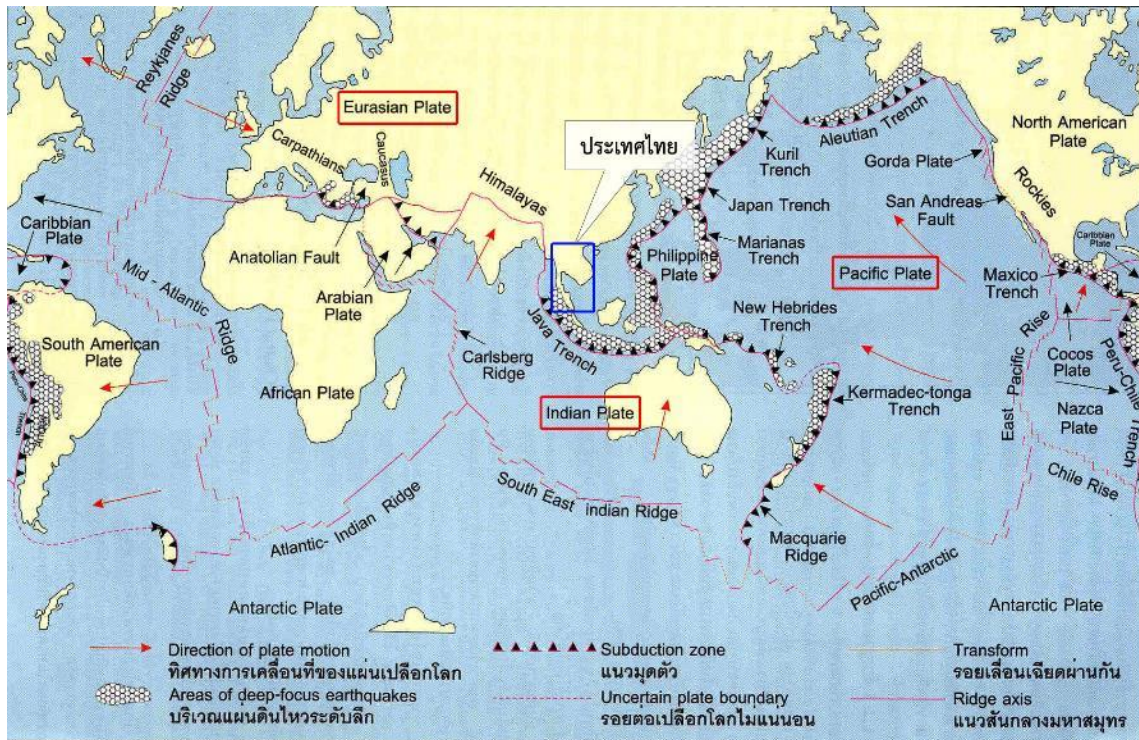 Reykjanes
Ridge
Eurasian Plate
Carpathians
Caucasus
ประเทศไทย
Himalayas
Kuril
Trench
Aleutian Trench
North American
Plate
Gorda Plate
Rockies
San Andreas
Fault
Japan Trench
Marianas
Trench
Philippine
Plate
Pacific Plate
Caribbian
Plate
Anatolian Fault
Arabian
Plate
Mid - Atlantic
Ridge
Java Trench
New Hebrides
Trench
Maxico
Trench
Caribbian
Plate
South American
Plate
African Plate
Carlsberg
Ridge
Indian Plate
Kermadec-tonga
Trench
East Pacific Rise
Cocos
Plate
Peru-Chile Trench
Nazca
Plate
Chile Rise
Atlantic- Indian Ridge
South East Indian Ridge
Macquarie
Ridge
Pacific-Antarctic
Antarctic Plate
Antarctic Plate
Direction of plate motion
ทิศทางการเคลื่อนที่ของแผ่นเปลือกโลก
Areas of deep-focus earthquakes
บริเวณแผ่นดินไหวระดับลึก
Subduction zone
แนวมุดตัว
Uncertain plate boundary
รอยต่อเปลือกโลกไม่แน่นอน
Transform
รอยเลื่อนเฉียดผ่านกัน
Ridge axis
แนวสันกลางมหาสมุทร